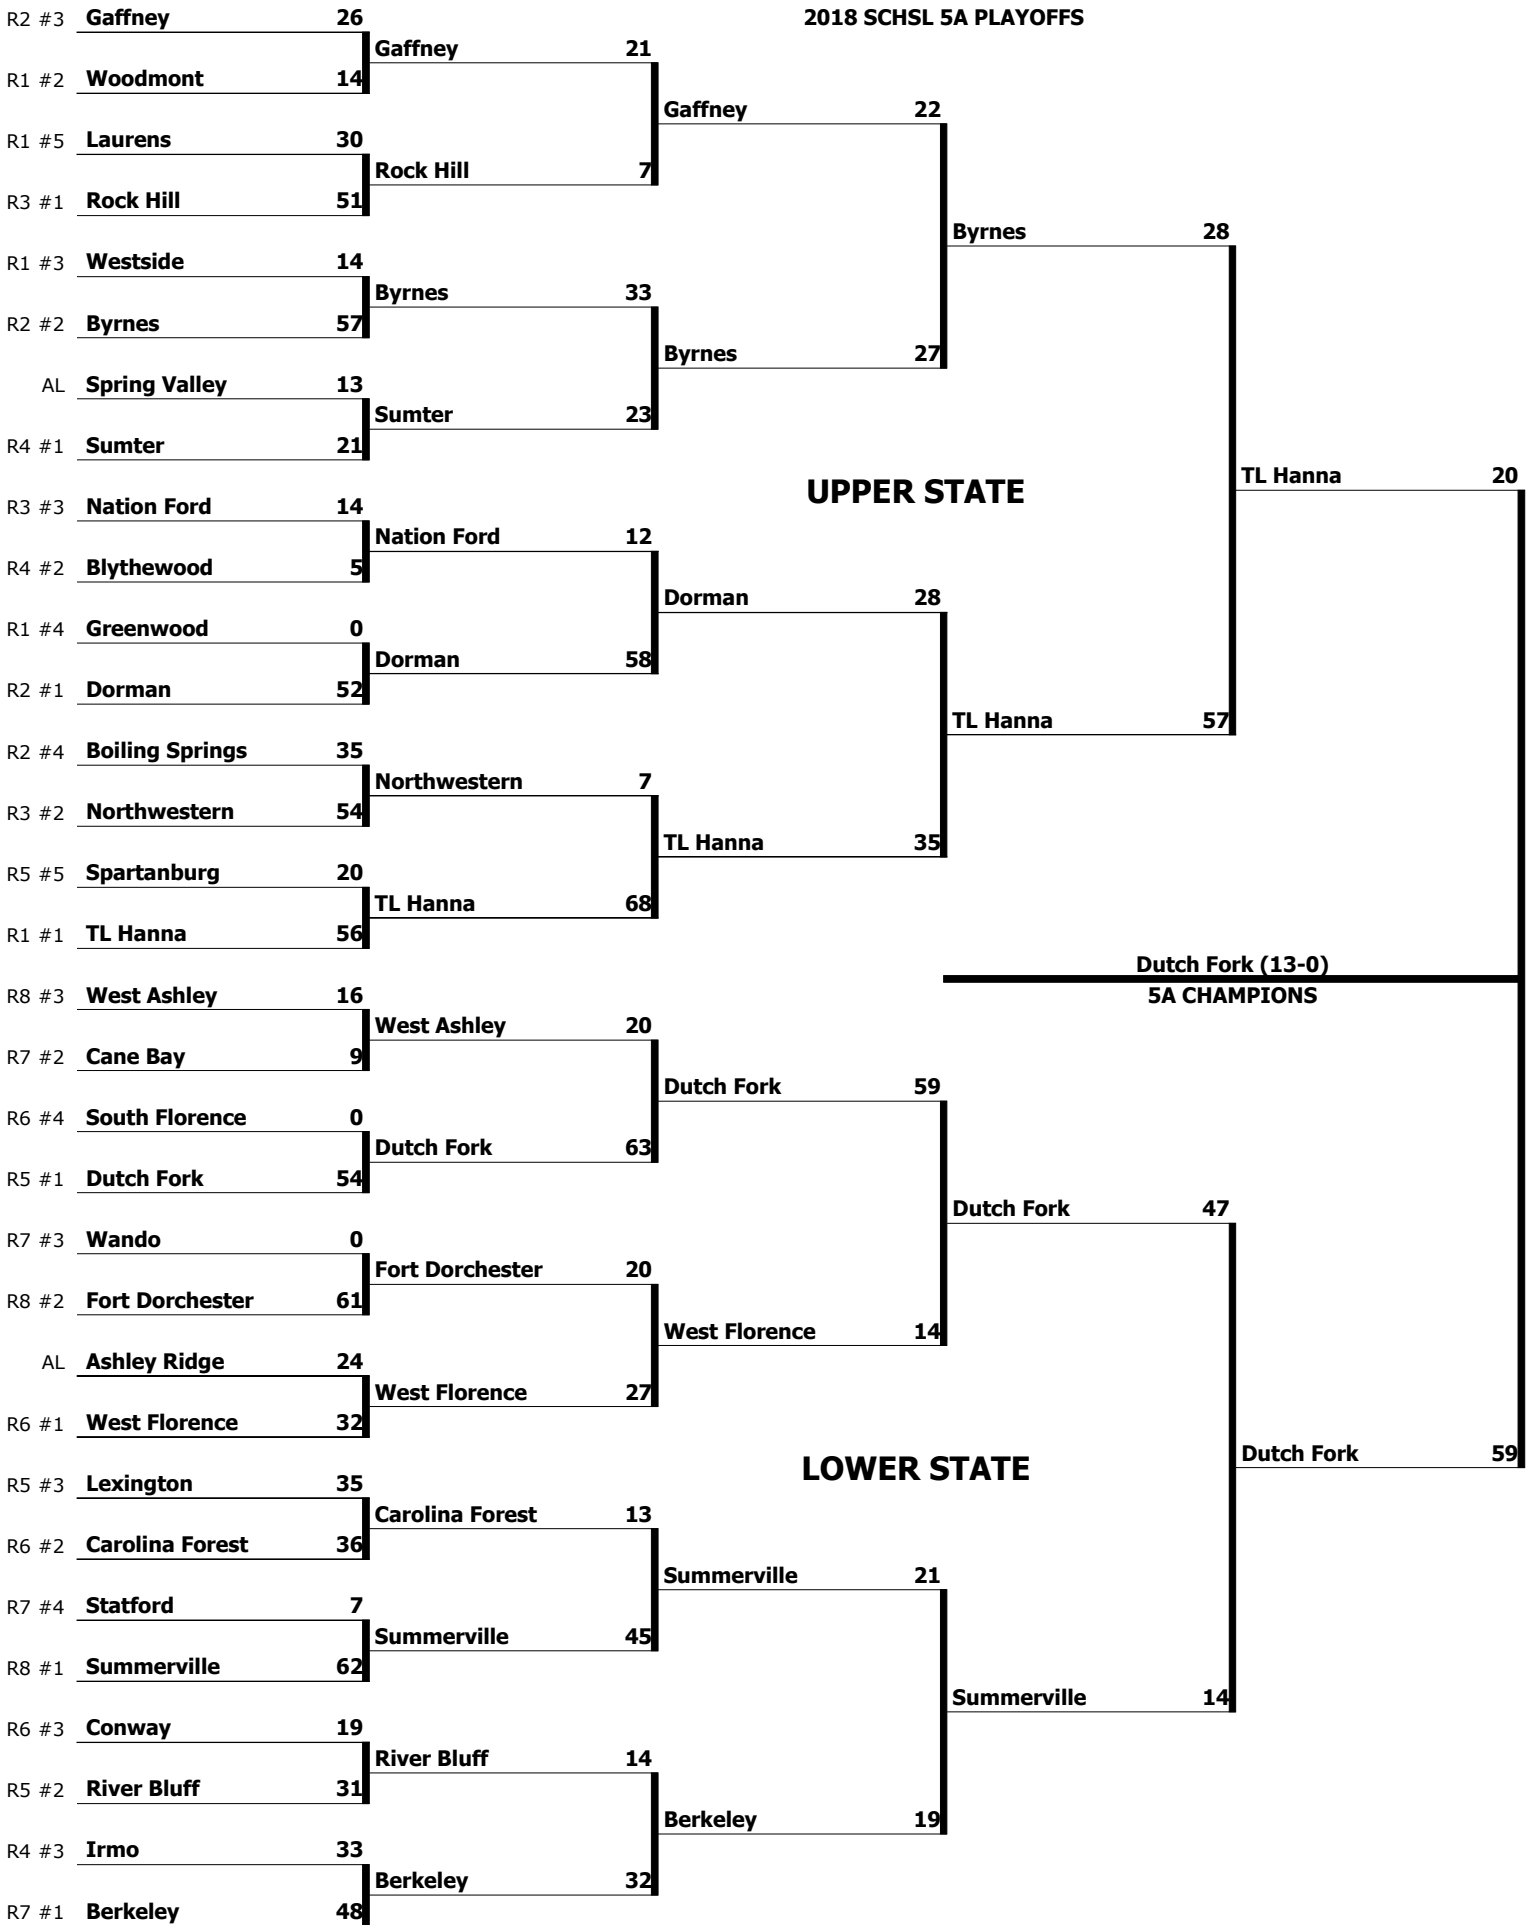 2018 SCHSL 5A PLAYOFFS
R2 #3 Gaffney 26
Gaffney 21
R1 #2 Woodmont 14
Gaffney 22
R1 #5 Laurens 30
Rock Hill 7
R3 #1 Rock Hill 51
Byrnes 28
R1 #3 Westside 14
Byrnes 33
R2 #2 Byrnes 57
Byrnes 27
AL Spring Valley 13
Sumter 23
R4 #1 Sumter 21
TL Hanna 20
UPPER STATE
R3 #3 Nation Ford 14
Nation Ford 12
R4 #2 Blythewood 5
Dorman 28
R1 #4 Greenwood 0
Dorman 58
R2 #1 Dorman 52
TL Hanna 57
R2 #4 Boiling Springs 35
Northwestern 7
R3 #2 Northwestern 54
TL Hanna 35
R5 #5 Spartanburg 20
TL Hanna 68
R1 #1 TL Hanna 56
Dutch Fork (13-0)
5A CHAMPIONS
R8 #3 West Ashley 16
West Ashley 20
R7 #2 Cane Bay 9
Dutch Fork 59
R6 #4 South Florence 0
Dutch Fork 63
R5 #1 Dutch Fork 54
Dutch Fork 47
R7 #3 Wando 0
Fort Dorchester 20
R8 #2 Fort Dorchester 61
West Florence 14
AL Ashley Ridge 24
West Florence 27
R6 #1 West Florence 32
Dutch Fork 59
LOWER STATE
R5 #3 Lexington 35
Carolina Forest 13
R6 #2 Carolina Forest 36
Summerville 21
R7 #4 Statford 7
Summerville 45
R8 #1 Summerville 62
Summerville 14
R6 #3 Conway 19
River Bluff 14
R5 #2 River Bluff 31
Berkeley 19
R4 #3 Irmo 33
Berkeley 32
R7 #1 Berkeley 48